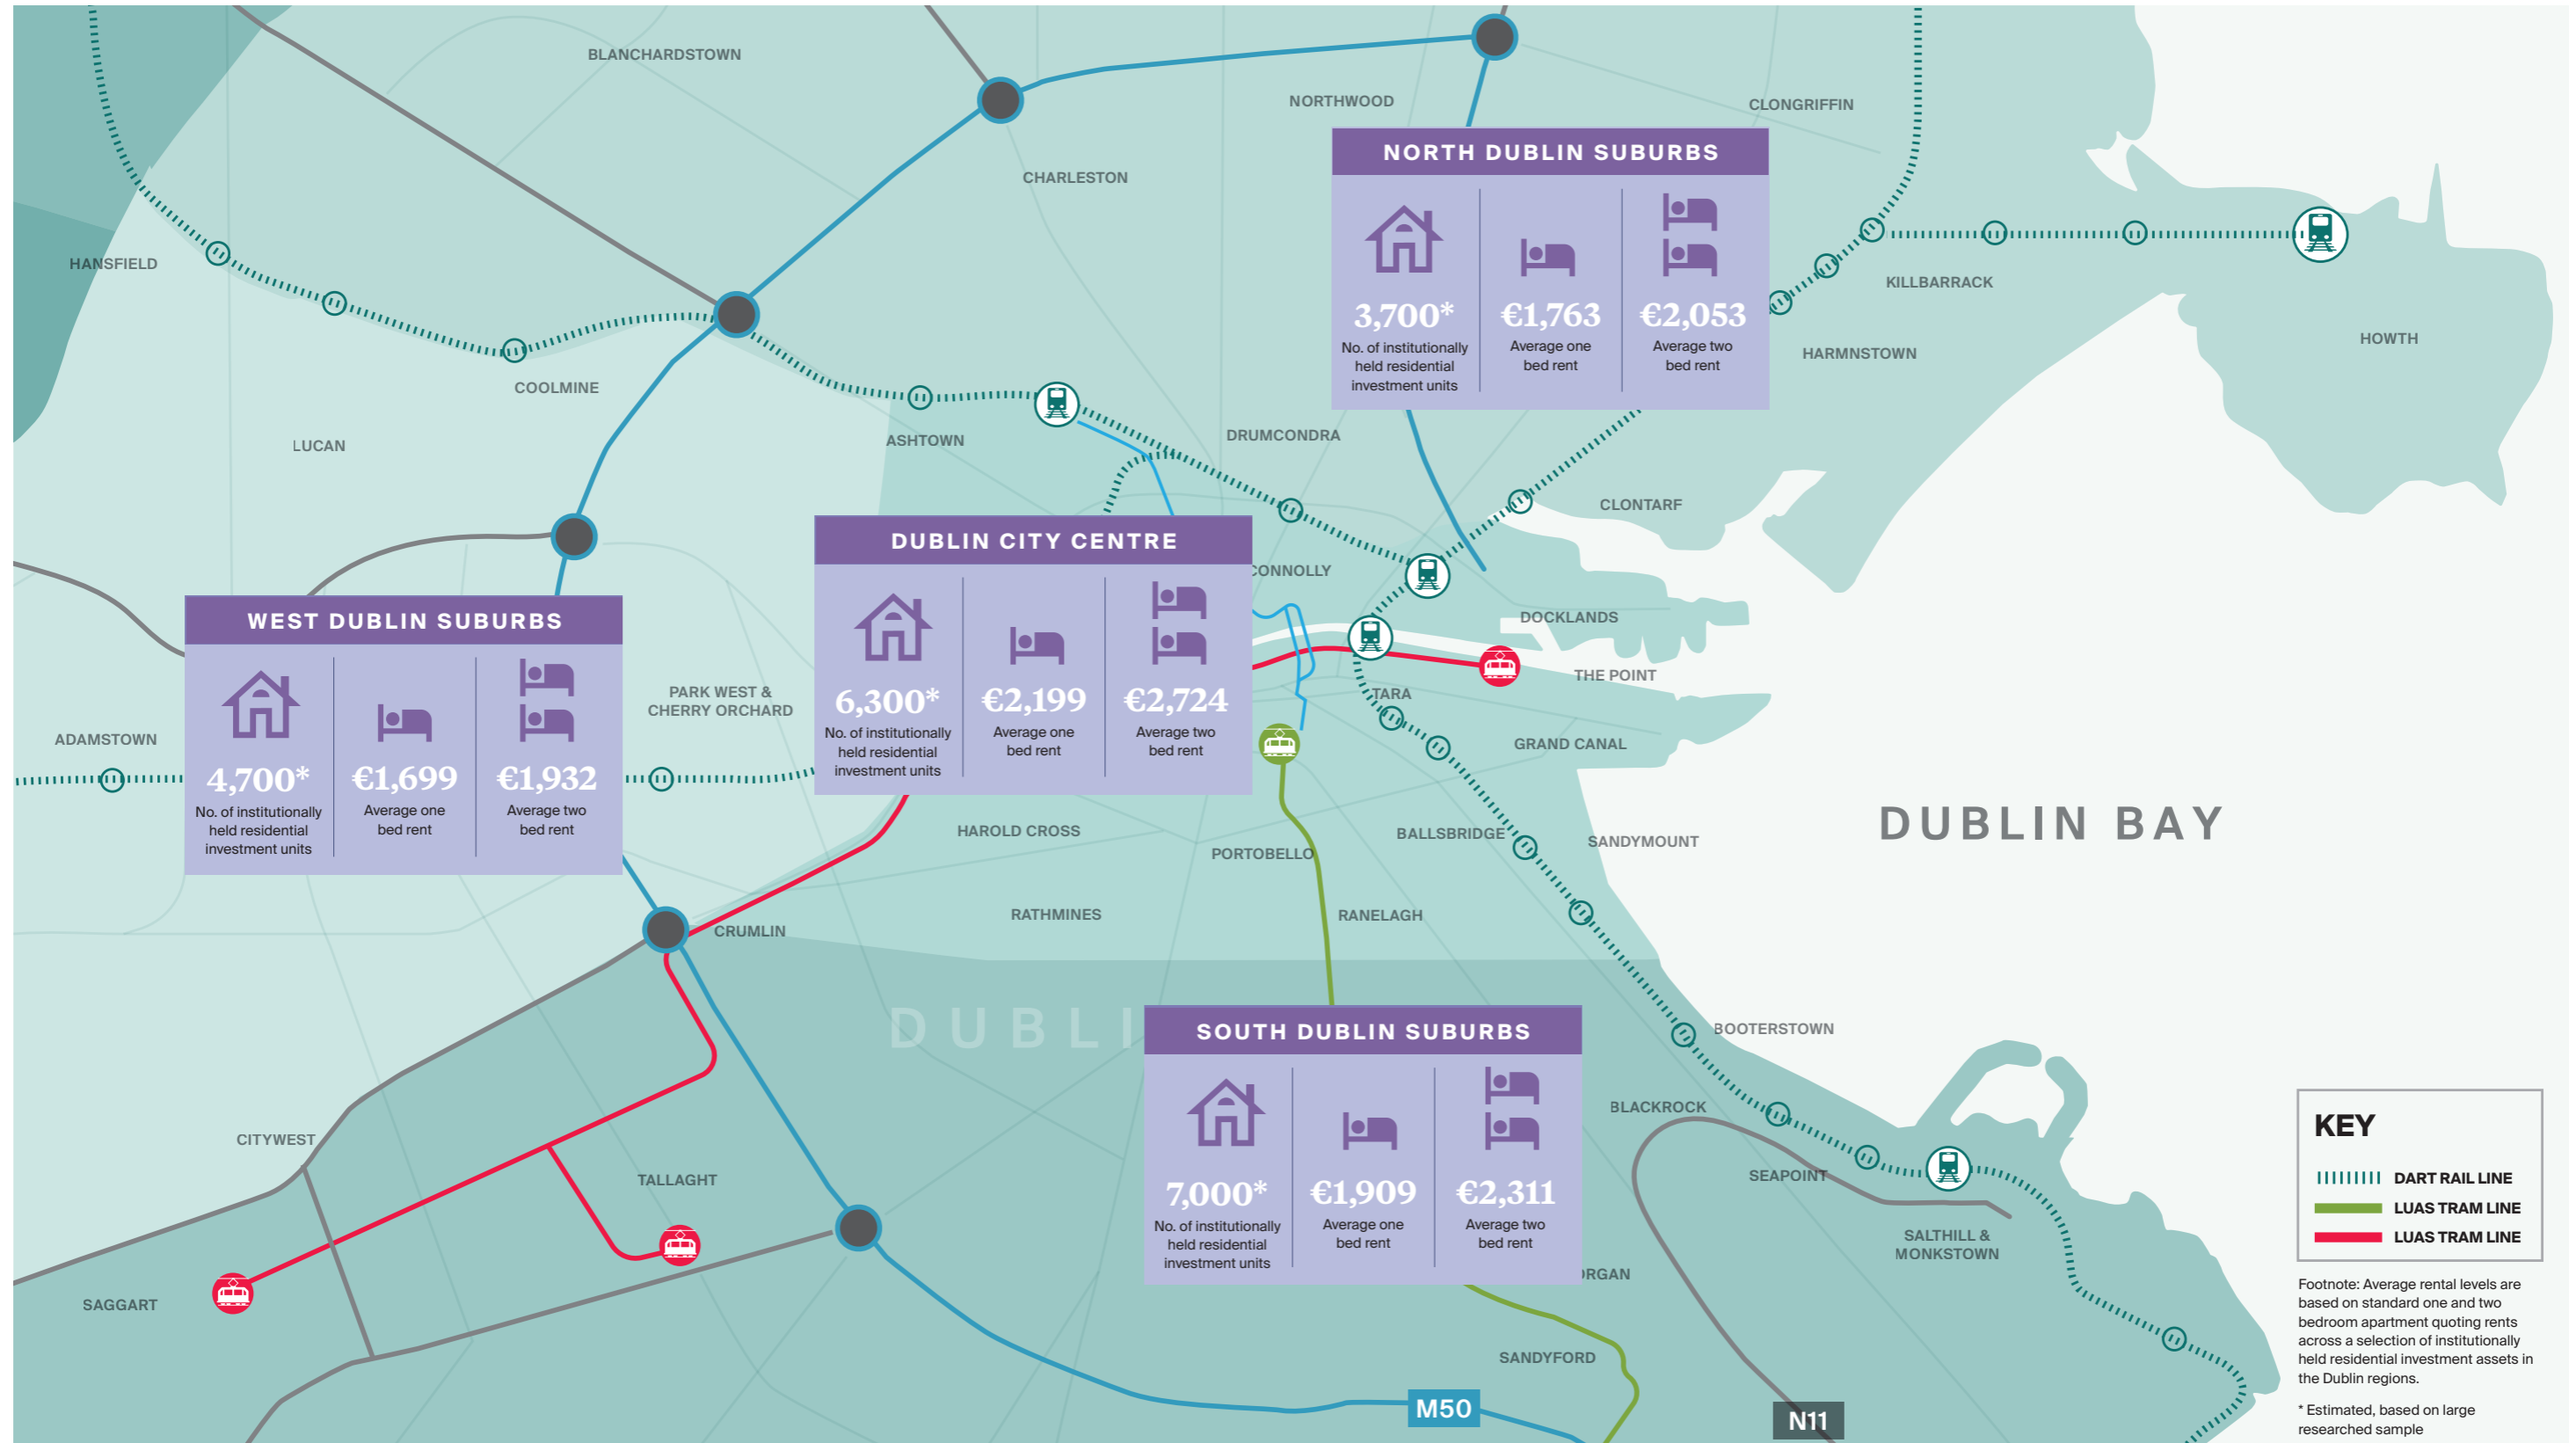 BLANCHARDSTOWN
NORTHWOOD
CLONGRIFFIN
CHARLESTON
HANSFIELD
NORTH DUBLIN SUBURBS
3,700*
No. of institutionally
held residential
investment units
€1,763
Average one
bed rent
€2,053
Average two
bed rent
KILLBARRACK
HOWTH
HARMNSTOWN
COOLMINE
LUCAN
ASHTOWN
DRUMCONDRA
CLONTARF
DUBLIN CITY CENTRE
6,300*
No. of institutionally
held residential
investment units
€2,199
Average one
bed rent
€2,724
Average two
bed rent
CONNOLLY
DOCKLANDS
THE POINT
TARA
GRAND CANAL
WEST DUBLIN SUBURBS
4,700*
No. of institutionally
held residential
investment units
€1,699
Average one
bed rent
€1,932
Average two
bed rent
PARK WEST &
CHERRY ORCHARD
ADAMSTOWN
HAROLD CROSS
PORTOBELLO
BALLSBRIDGE
SANDYMOUNT
DUBLIN BAY
RATHMINES
RANELAGH
CRUMLIN
DUBLI
SOUTH DUBLIN SUBURBS
7,000*
No. of institutionally
held residential
investment units
€1,909
Average one
bed rent
€2,311
Average two
bed rent
BOOTERSTOWN
BLACKROCK
SEAPOINT
SALTHILL &
MONKSTOWN
CITYWEST
TALLAGHT
SAGGART
ORGAN
SANDYFORD
M50
N11
KEY
DART RAIL LINE
LUAS TRAM LINE
LUAS TRAM LINE
Footnote: Average rental levels are
based on standard one and two
bedroom apartment quoting rents
across a selection of institutionally
held residential investment assets in
the Dublin regions.
* Estimated, based on large
researched sample